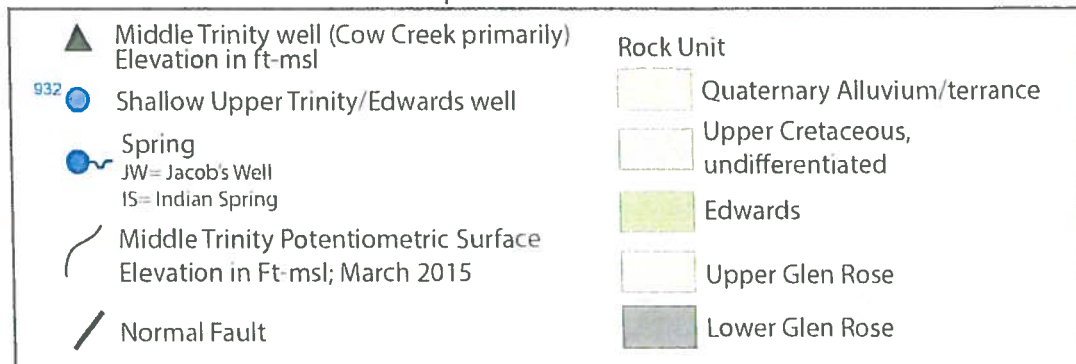 Middle Trinity well (Cow Creek primarily)
Elevation in ft-msl
932
Shallow Upper Trinity/Edwards well
Spring
JW= Jacob's Well
IS= Indian Spring
Middle Trinity Potentiometric Surface
Elevation in Ft-msl; March 2015
Normal Fault
Rock Unit
Quaternary Alluvium/terrance
Upper Cretaceous,
undifferentiated
Edwards
Upper Glen Rose
Lower Glen Rose